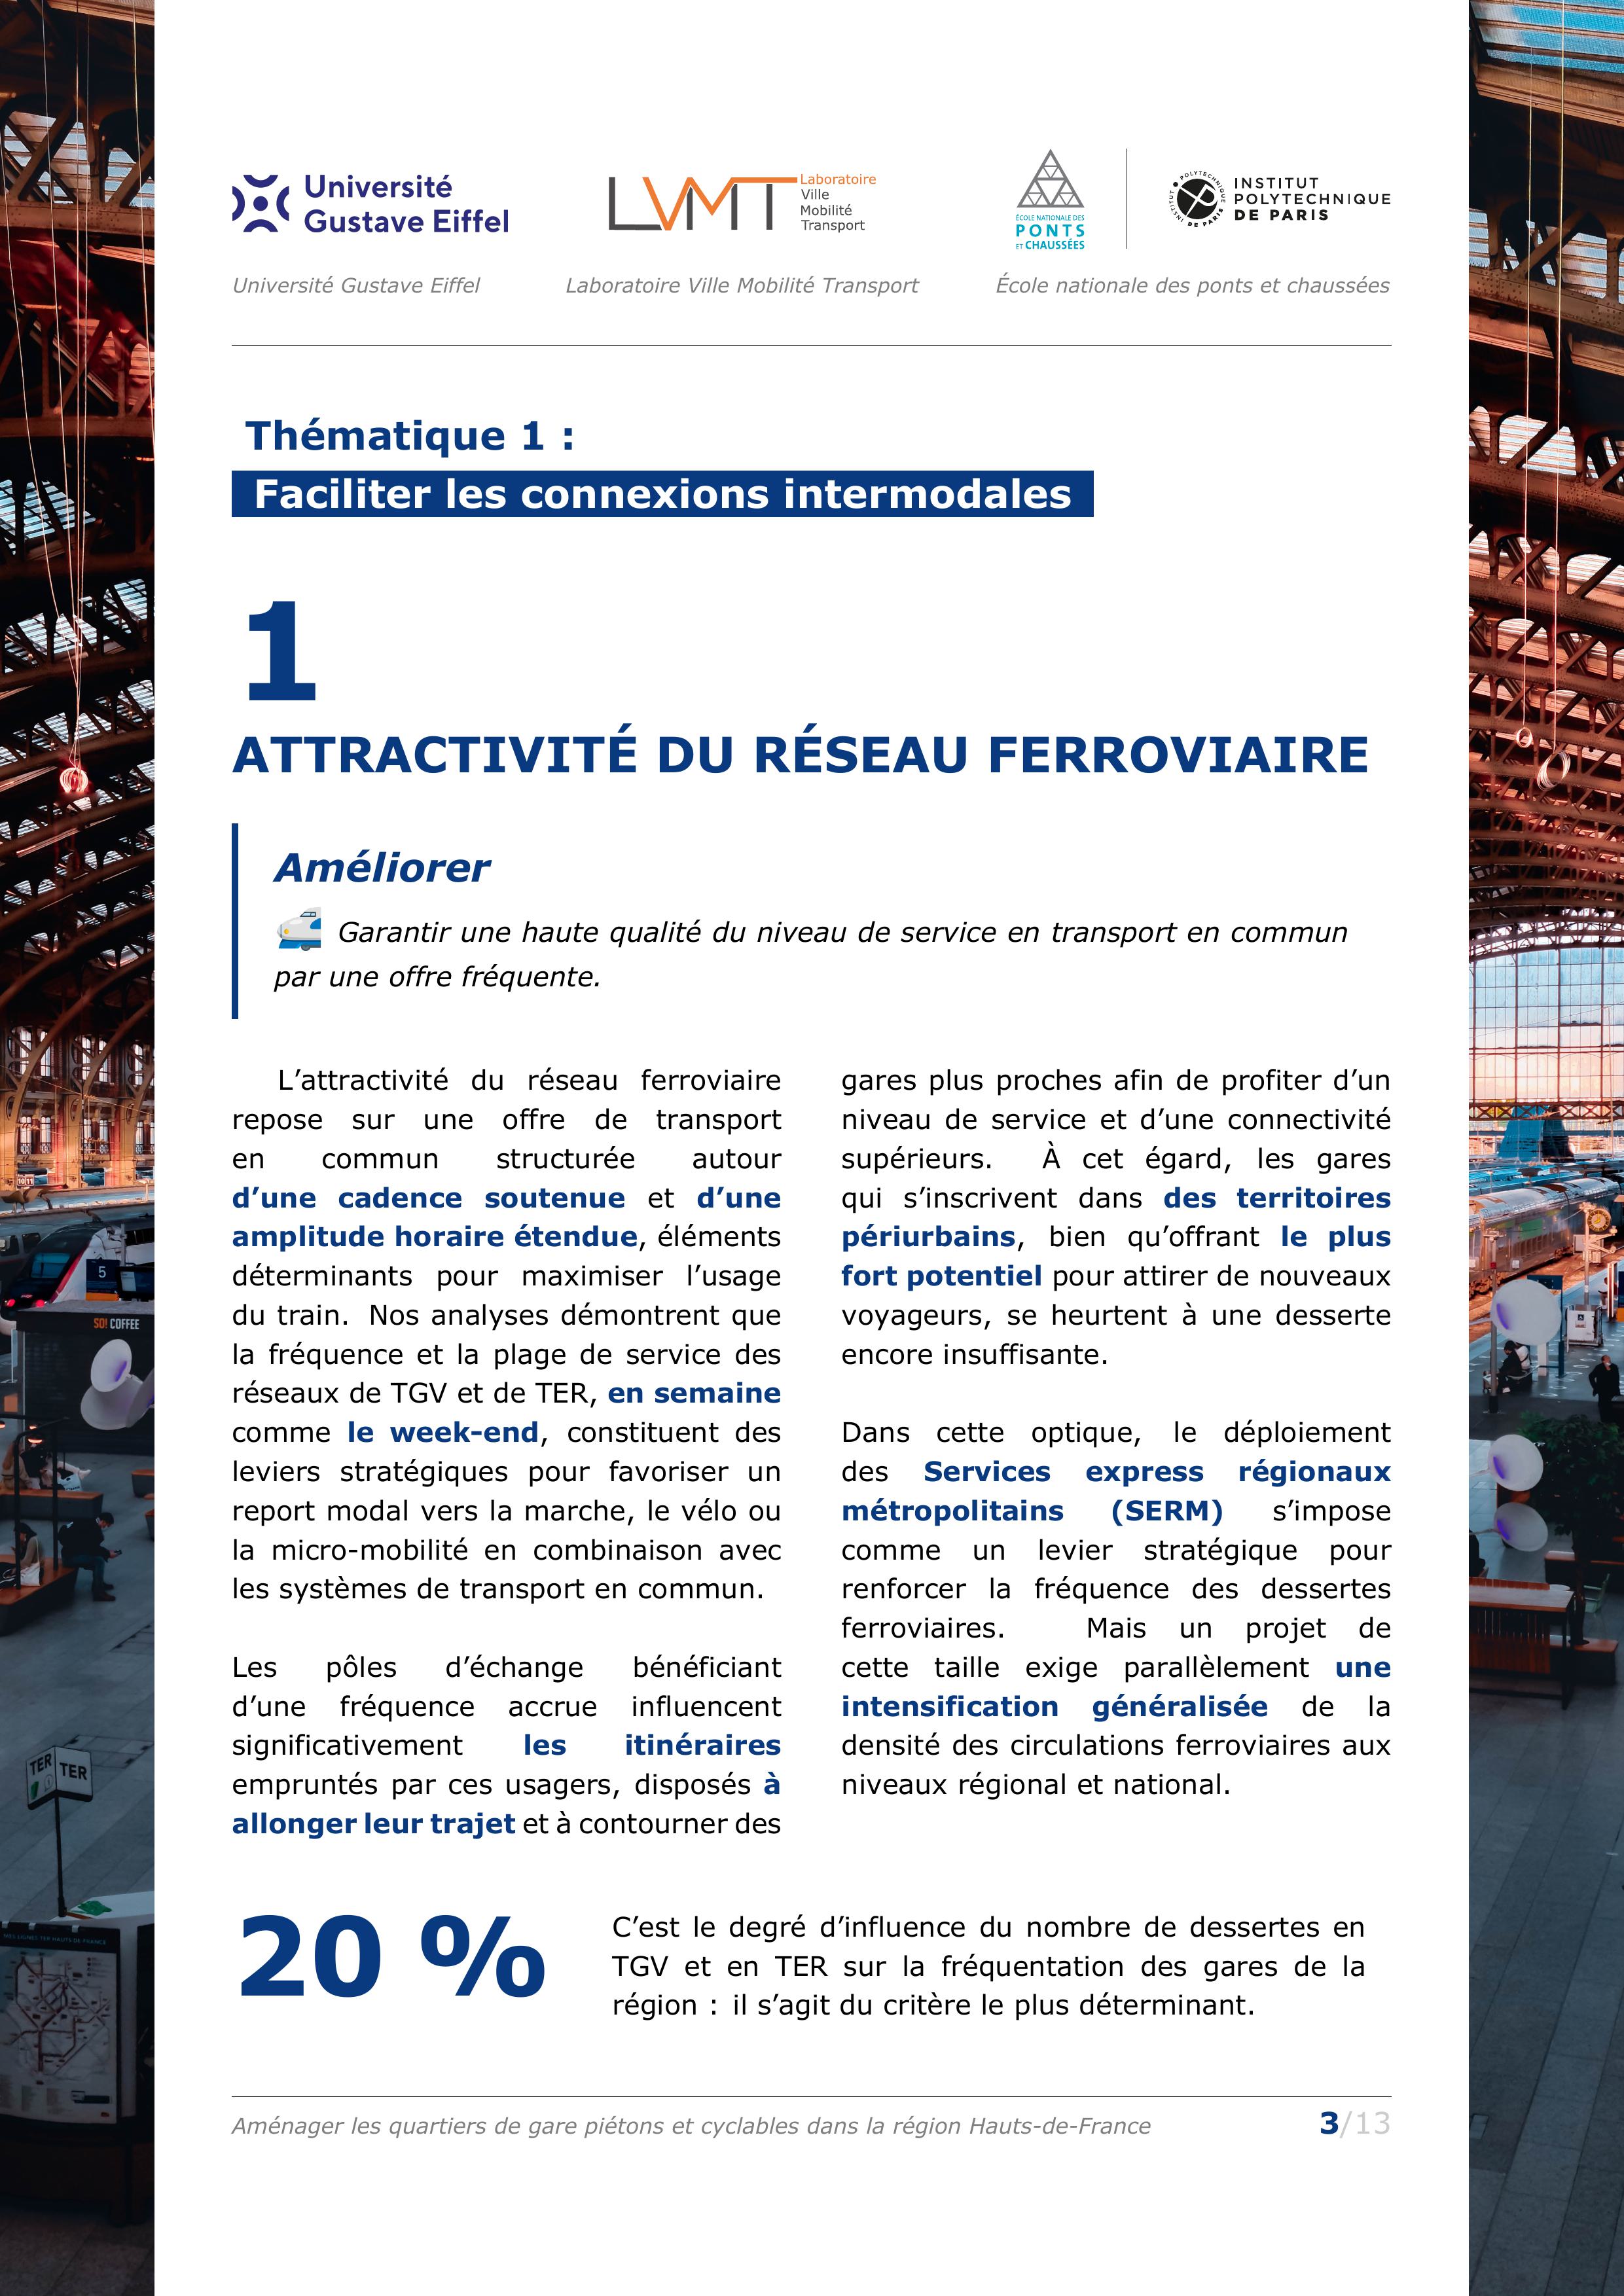 Université
Gustave Eiffel
LVMT
Laboratoire
Ville
Mobilité
Transport
ÉCOLE NATIONALE DES
PONTS
ET CHAUSSÉES
INSTITUT
POLYTECHNIQUE
DE PARIS
Université Gustave Eiffel
Laboratoire Ville Mobilité Transport
École nationale des ponts et chaussées
Thématique 1 :
Faciliter les connexions intermodales
1
ATTRACTIVITÉ DU RÉSEAU FERROVIAIRE
Améliorer
Garantir une haute qualité du niveau de service en transport en commun
par une offre fréquente.
L’attractivité du réseau ferroviaire
repose sur une offre de transport
en commun structurée autour
d’une cadence soutenue et d’une
amplitude horaire étendue, éléments
déterminants pour maximiser l’usage
du train. Nos analyses démontrent que
la fréquence et la plage de service des
réseaux de TGV et de TER, en semaine
comme le week-end, constituent des
leviers stratégiques pour favoriser un
report modal vers la marche, le vélo ou
la micro-mobilité en combinaison avec
les systèmes de transport en commun.
Les pôles d’échange bénéficiant
d’une fréquence accrue influencent
significativement les itinéraires
empruntés par ces usagers, disposés à
allonger leur trajet et à contourner des
gares plus proches afin de profiter d’un
niveau de service et d’une connectivité
supérieurs. À cet égard, les gares
qui s’inscrivent dans des territoires
périurbains, bien qu’offrant le plus
fort potentiel pour attirer de nouveaux
voyageurs, se heurtent à une desserte
encore insuffisante.
Dans cette optique, le déploiement
des Services express régionaux
métropolitains (SERM) s’impose
comme un levier stratégique pour
renforcer la fréquence des dessertes
ferroviaires. Mais un projet de
cette taille exige parallèlement une
intensification généralisée de la
densité des circulations ferroviaires aux
niveaux régional et national.
20 %
C’est le degré d’influence du nombre de dessertes en
TGV et en TER sur la fréquentation des gares de la
région : il s’agit du critère le plus déterminant.
Aménager les quartiers de gare piétons et cyclables dans la région Hauts-de-France
3/13
5
SO! COFFEE
TER TER